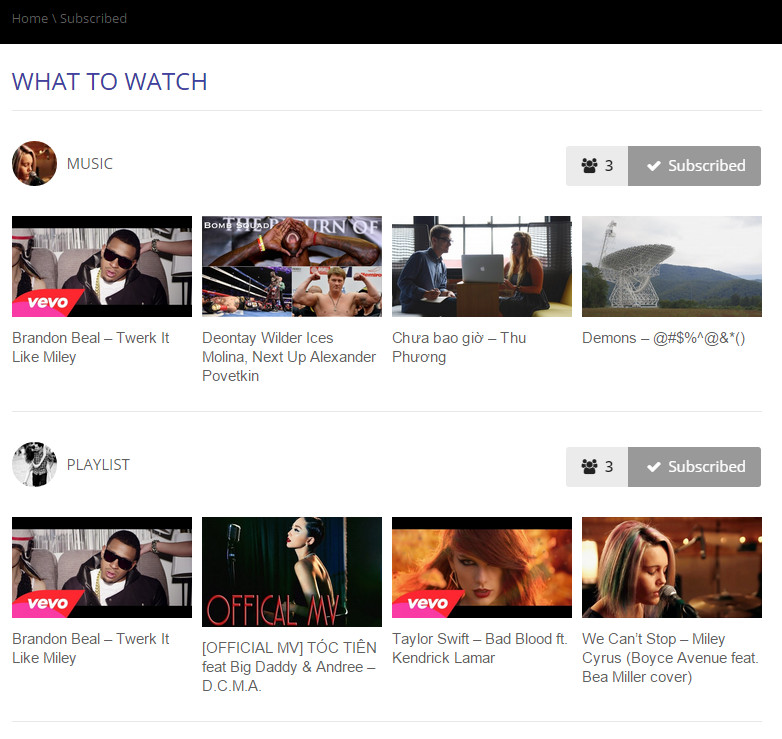 Home \ Subscribed
WHAT TO WATCH
MUSIC
3
Subscribed
vevo
BOMB SQUAD
THE RETURN OF
Brandon Beal – Twerk It
Like Miley
Deontay Wilder Ices
Molina, Next Up Alexander
Povetkin
Chưa bao giờ – Thu
Phương
Demons – @#$%^@&*()
PLAYLIST
3
Subscribed
vevo
OFFICAL MV
vevo
Brandon Beal – Twerk It
Like Miley
[OFFICIAL MV] TÓC TIÊN
feat Big Daddy & Andree –
D.C.M.A.
Taylor Swift – Bad Blood ft.
Kendrick Lamar
We Can't Stop – Miley
Cyrus (Boyce Avenue feat.
Bea Miller cover)